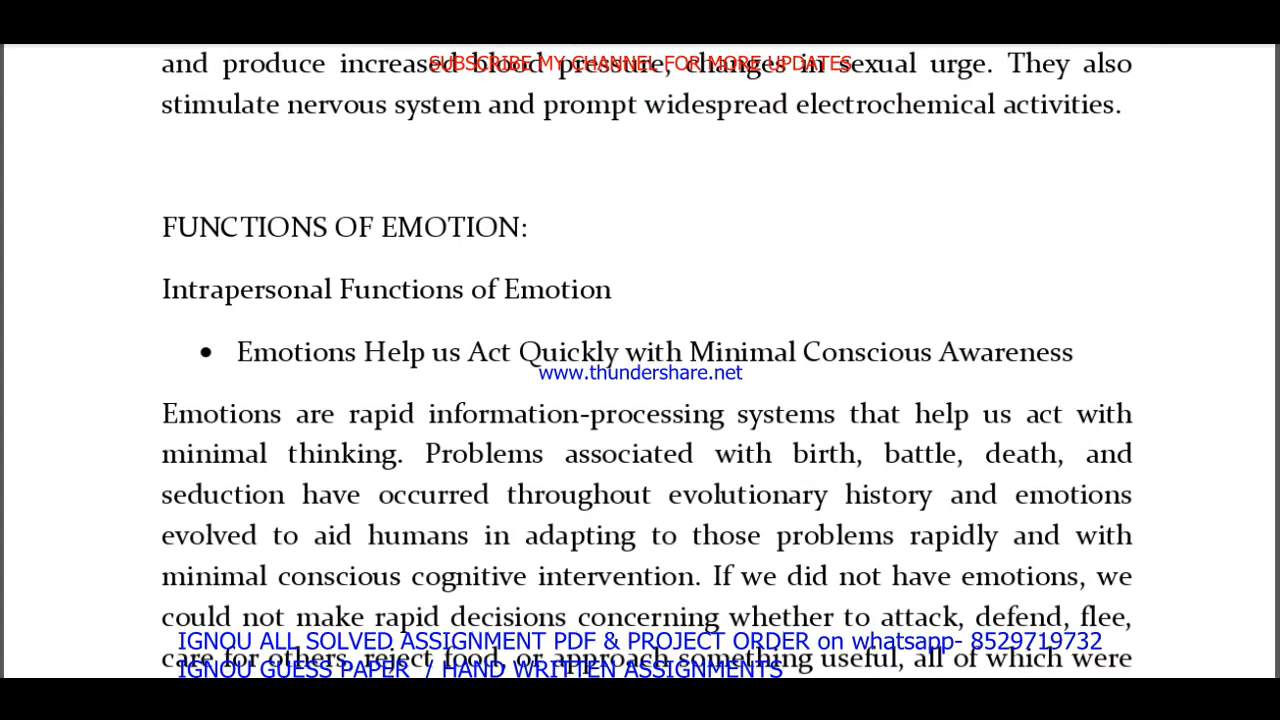 and produce increased blood pressure, changes in sexual urge. They also
SUBSCRIBE MY CHANNEL FOR MORE UPDATES
stimulate nervous system and prompt widespread electrochemical activities.
FUNCTIONS OF EMOTION:
Intrapersonal Functions of Emotion
• Emotions Help us Act Quickly with Minimal Conscious Awareness
www.thundershare.net
Emotions are rapid information-processing systems that help us act with
minimal thinking. Problems associated with birth, battle, death, and
seduction have occurred throughout evolutionary history and emotions
evolved to aid humans in adapting to those problems rapidly and with
minimal conscious cognitive intervention. If we did not have emotions, we
could not make rapid decisions concerning whether to attack, defend, flee,
IGNOU ALL SOLVED ASSIGNMENT PDF & PROJECT ORDER on whatsapp- 8529719732
care for others, reject food, or approach something useful, all of which were
IGNOU GUESS PAPER / HAND WRITTEN ASSIGNMENTS